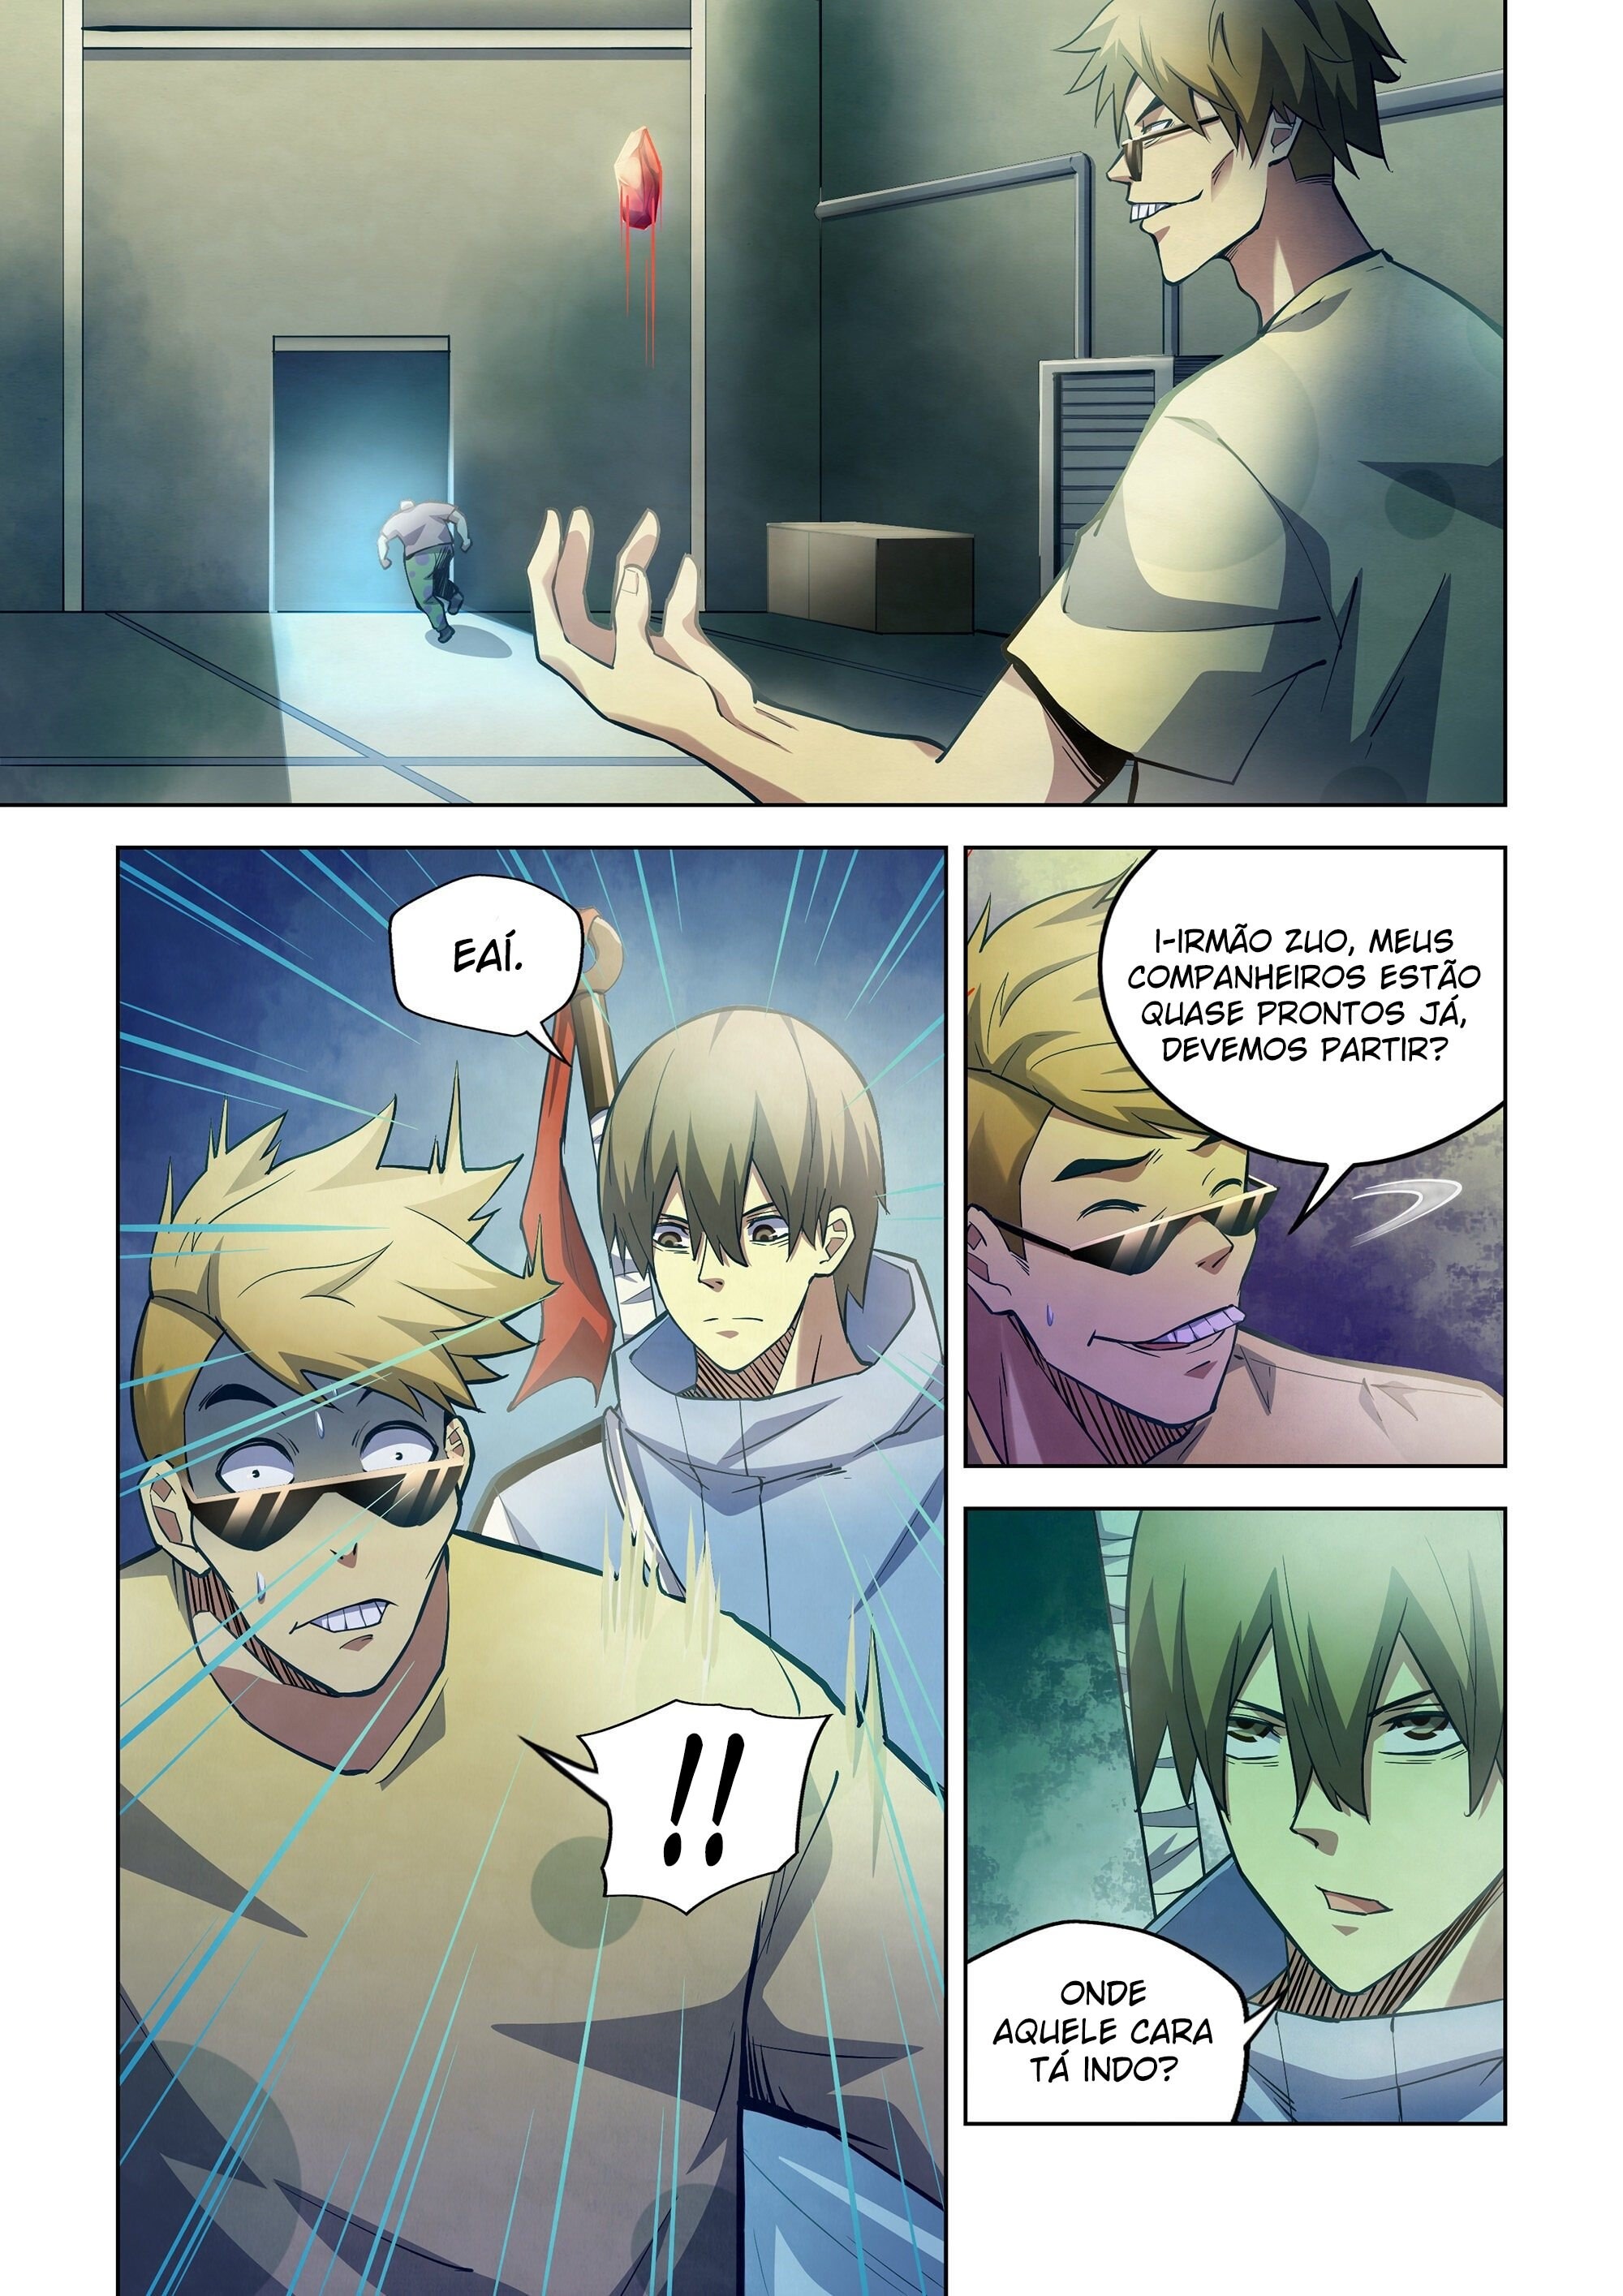 EAÍ.
!!
I-IRMÃO ZUO, MEUS
COMPANHEIROS ESTÃO
QUASE PRONTOS JÁ,
DEVEMOS PARTIR?
ONDE
AQUELE CARA
TÁ INDO?